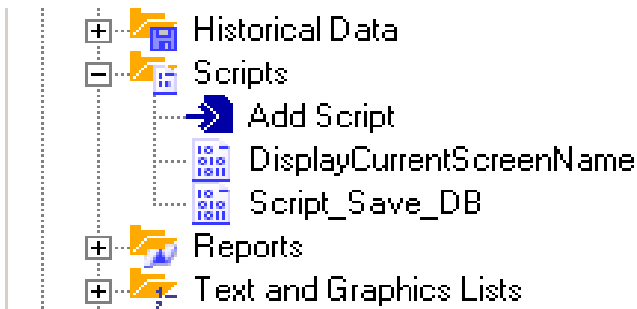 Historical Data
Scripts
Add Script
DisplayCurrentScreenName
Script_Save_DB
Reports
Text and Graphics Lists